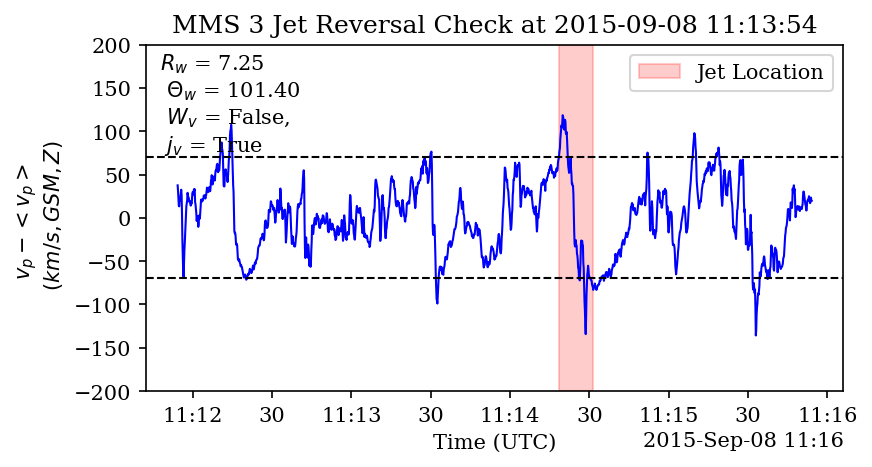 MMS 3 Jet Reversal Check at 2015-09-08 11:13:54
R_w = 7.25
Θ_w = 101.40
W_v = False,
j_v = True
Jet Location
v_p − < v_p >
(km/s, GSM, Z)
200
150
100
50
0
−50
−100
−150
−200
11:12 30 11:13 30 11:14 30 11:15 30 11:16
Time (UTC)
2015-Sep-08 11:16